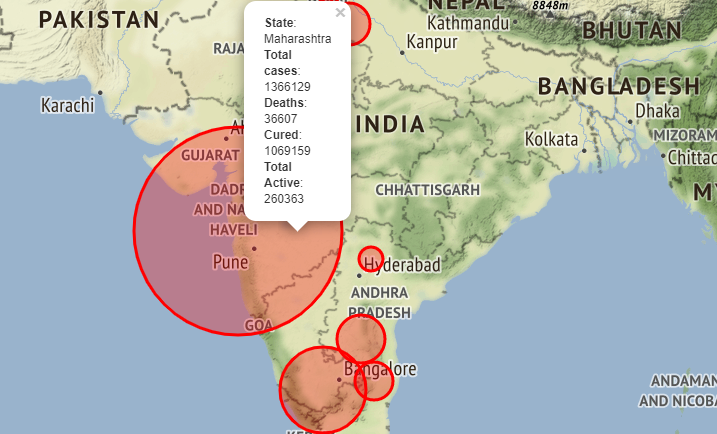 NEPAL
8848m
PAKISTAN
Kathmandu
BHUTAN
Kanpur
×
State:
Maharashtra
Total
cases:
1366129
Deaths:
36607
Cured:
1069159
Total
Active:
260363
RAJA
BANGLADESH
Karachi
Dhaka
INDIA
Kolkata
MIZORAM
GUJARAT
Chittag
CHHATTISGARH
DADR
AND NA
HAVELI
Pune
Hyderabad
ANDHRA
PRADESH
GOA
Bangalore
ANDAMAN
AND NICOBA